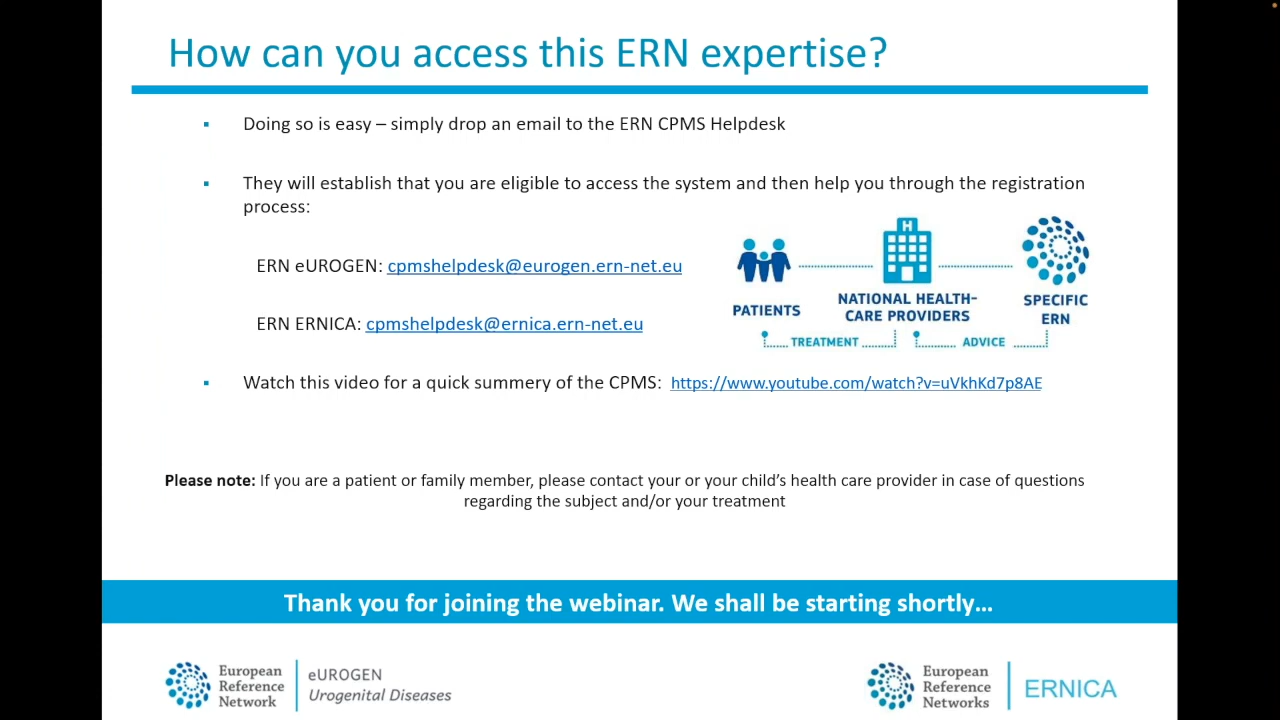 How can you access this ERN expertise?
▪ Doing so is easy – simply drop an email to the ERN CPMS Helpdesk
▪ They will establish that you are eligible to access the system and then help you through the registration
process:
ERN eUROGEN: cpmshelpdesk@eurogen.ern-net.eu
ERN ERNICA: cpmshelpdesk@ernica.ern-net.eu
H
PATIENTS
NATIONAL HEALTH-
CARE PROVIDERS
SPECIFIC
ERN
TREATMENT
ADVICE
▪ Watch this video for a quick summery of the CPMS: https://www.youtube.com/watch?v=uVkhKd7p8AE
Please note: If you are a patient or family member, please contact your or your child’s health care provider in case of questions
regarding the subject and/or your treatment
Thank you for joining the webinar. We shall be starting shortly…
European
Reference
Network
eUROGEN
Urogenital Diseases
European
Reference
Networks
ERNICA